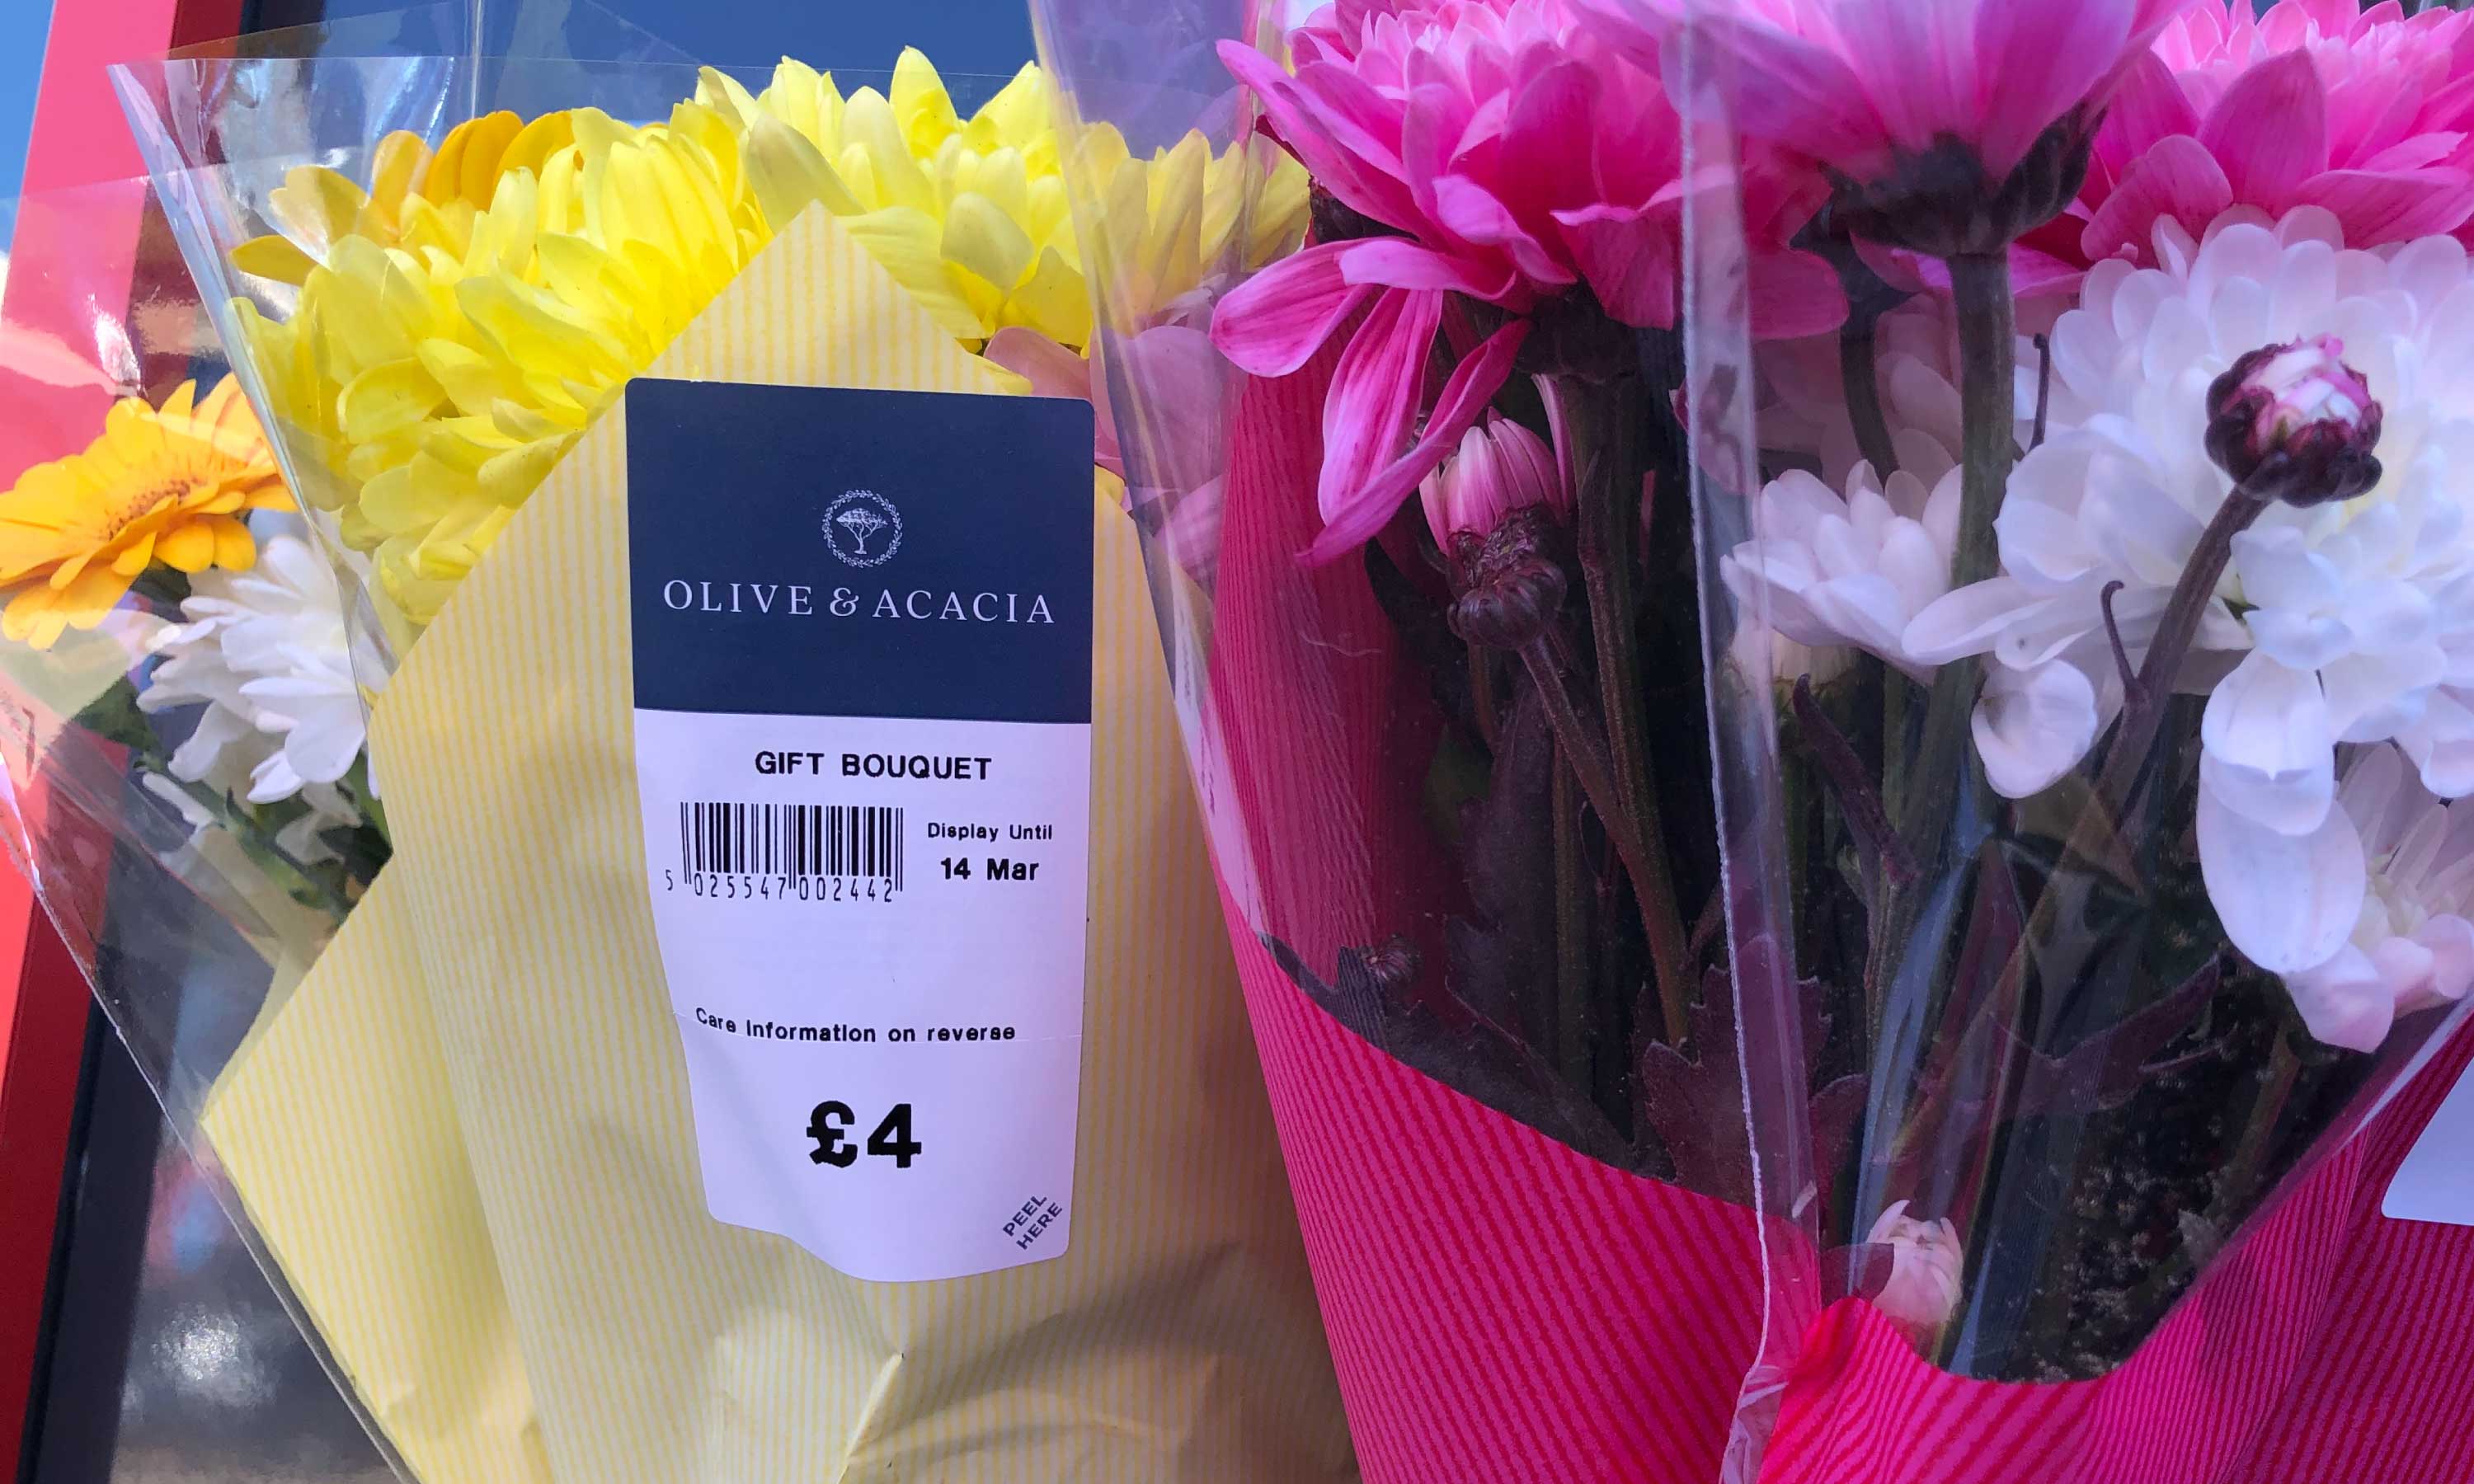 OLIVE & ACACIA
GIFT BOUQUET
Display Until
14 Mar
5 025547 002442
Care information on reverse
£4
PEEL
HERE